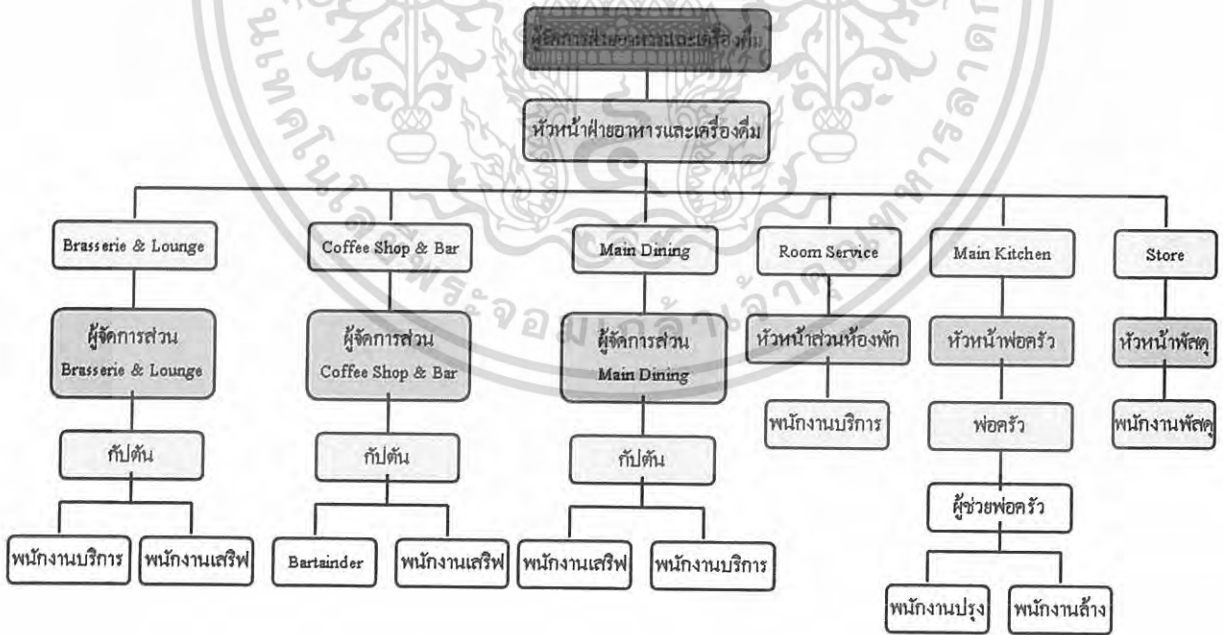 ผู้จัดการฝ่ายอาหารและเครื่องดื่ม
หัวหน้าฝ่ายอาหารและเครื่องดื่ม
Brasserie & Lounge
Coffee Shop & Bar
Main Dining
Room Service
Main Kitchen
Store
ผู้จัดการส่วน
Brasserie & Lounge
ผู้จัดการส่วน
Coffee Shop & Bar
ผู้จัดการส่วน
Main Dining
หัวหน้าส่วนห้องพัก
หัวหน้าพ่อครัว
หัวหน้าพัสดุ
พนักงานบริการ
พ่อครัว
พนักงานพัสดุ
กัปตัน
กัปตัน
กัปตัน
ผู้ช่วยพ่อครัว
พนักงานบริการ
พนักงานเสริฟ
Bartainder
พนักงานเสริฟ
พนักงานเสริฟ
พนักงานบริการ
พนักงานปรุง
พนักงานล้าง